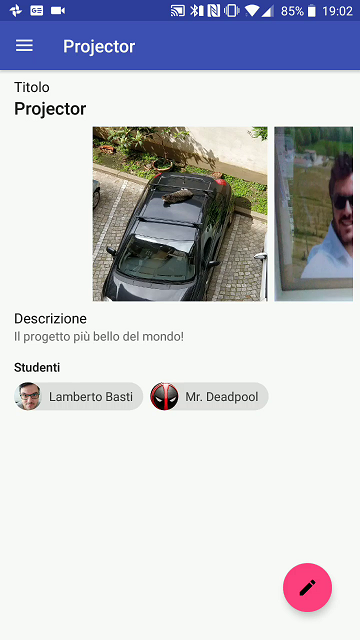 85% 19:02
Projector
Titolo
Projector
Descrizione
Il progetto più bello del mondo!
Studenti
Lamberto Basti Mr. Deadpool